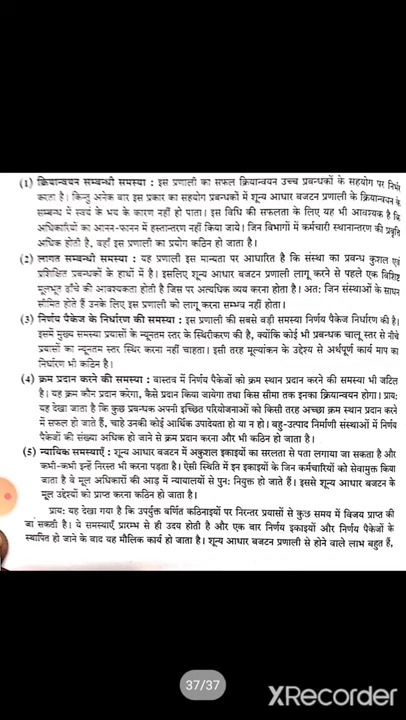 (1) क्रियान्वयन सम्बन्धी समस्या : इस प्रणाली का सफल क्रियान्वयन उच्च प्रबन्धकों के सहयोग पर निर्भर
करता है। किन्तु अनेक बार इस प्रकार का सहयोग प्रबन्धकों में शून्य आधार बजटन प्रणाली के क्रियान्वयन के
सम्बन्ध में स्वयं के भय के कारण नहीं हो पाता। इस विधि की सफलता के लिए यह भी आवश्यक है कि
अधिकारियों का आनन-फानन में हस्तान्तरण नहीं किया जाये। जिन विभागों में कर्मचारी स्थानान्तरण की प्रवृत्ति
अधिक होती है, वहाँ इस प्रणाली का प्रयोग कठिन हो जाता है।
(2) लागत सम्बन्धी समस्या : यह प्रणाली इस मान्यता पर आधारित है कि संस्था का प्रबन्ध कुशल एवं
प्रशिक्षित प्रबन्धकों के हाथों में है। इसलिए शून्य आधार बजटन प्रणाली लागू करने से पहले एक विशिष्ट
मूलभूत ढाँचे की आवश्यकता होती है जिस पर अत्यधिक व्यय करना होता है। अत: जिन संस्थाओं के साधन
सीमित होते हैं उनके लिए इस प्रणाली को लागू करना सम्भव नहीं होता।
(3) निर्णय पैकेज के निर्धारण की समस्या : इस प्रणाली की सबसे बड़ी समस्या निर्णय पैकेज निर्धारण की है।
इसमें मुख्य समस्या प्रयासों के न्यूनतम स्तर के स्थिरीकरण की है, क्योंकि कोई भी प्रबन्धक चालू स्तर से नीचे
प्रयासों का न्यूनतम स्तर स्थिर करना नहीं चाहता। इसी तरह मूल्यांकन के उद्देश्य से अर्थपूर्ण कार्य माप का
निर्धारण भी कठिन है।
(4) क्रम प्रदान करने की समस्या : वास्तव में निर्णय पैकेजों को क्रम स्थान प्रदान करने की समस्या भी जटिल
है। यह क्रम कौन प्रदान करेगा, कैसे प्रदान किया जायेगा तथा किस सीमा तक इनका क्रियान्वयन होगा। प्राय:
यह देखा जाता है कि कुछ प्रबन्धक अपनी इच्छित परियोजनाओं को किसी तरह अच्छा क्रम स्थान प्रदान करने
में सफल हो जाते हैं, चाहे उनकी कोई आर्थिक उपादेयता हो या न हो। बहु-उत्पाद निर्माणी संस्थाओं में निर्णय
पैकेजों की संख्या अधिक हो जाने से क्रम प्रदान करना और भी कठिन हो जाता है।
(5) न्यायिक समस्याएँ : शून्य आधार बजटन में अकुशल इकाइयों का सरलता से पता लगाया जा सकता है और
कभी-कभी इन्हें निरस्त भी करना पड़ता है। ऐसी स्थिति में इन इकाइयों के जिन कर्मचारियों को सेवामुक्त किया
जाता है वे मूल अधिकारों की आड़ में न्यायालयों से पुन: नियुक्त हो जाते हैं। इससे शून्य आधार बजटन के
मूल उद्देश्यों को प्राप्त करना कठिन हो जाता है।
प्राय: यह देखा गया है कि उपर्युक्त वर्णित कठिनाइयों पर निरन्तर प्रयासों से कुछ समय में विजय प्राप्त की
जा सकती है। ये समस्याएँ प्रारम्भ से ही उदय होती है और एक बार निर्णय इकाइयों और निर्णय पैकेजों के
स्थापित हो जाने के बाद यह मौलिक कार्य हो जाता है। शून्य आधार बजटन प्रणाली से होने वाले लाभ बहुत हैं,
37/37
XRecorder